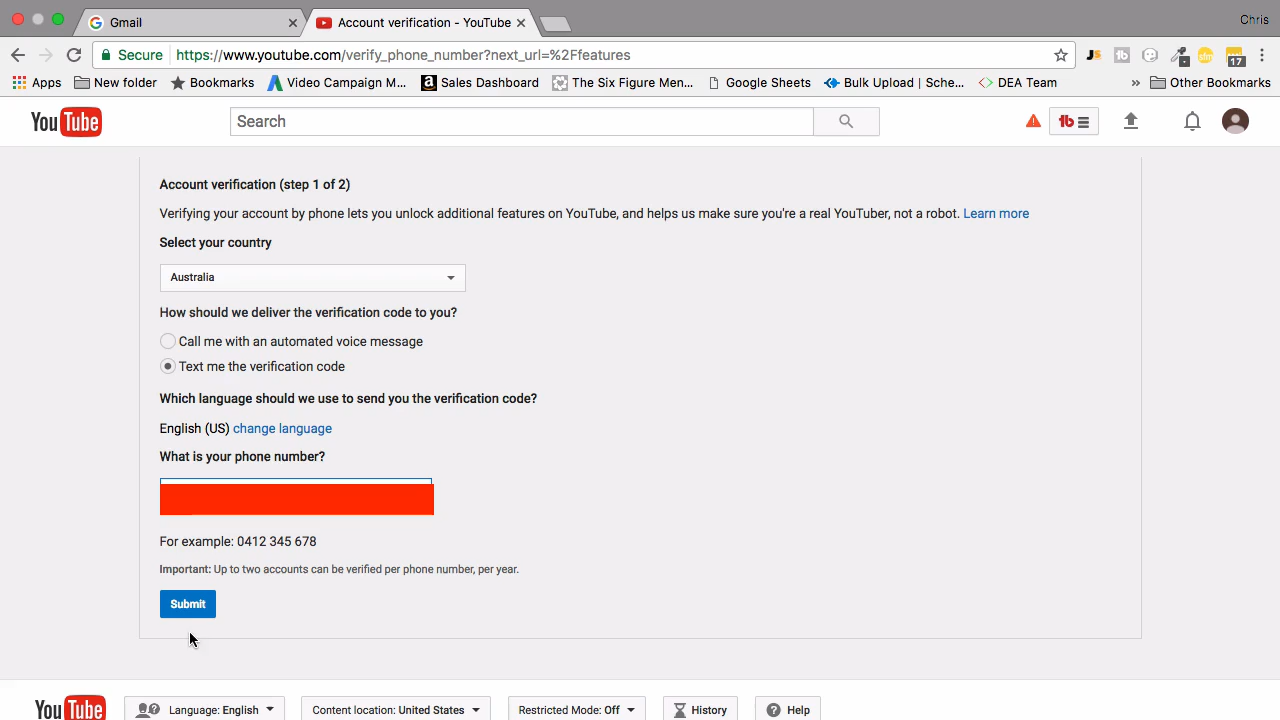 Gmail
Account verification - YouTube
Chris
Secure https://www.youtube.com/verify_phone_number?next_url=%2Ffeatures
JS tb stm 17
Apps New folder Bookmarks Video Campaign M... a Sales Dashboard The Six Figure Men... Google Sheets Bulk Upload | Sche... DEA Team » Other Bookmarks
YouTube Search tb
Account verification (step 1 of 2)
Verifying your account by phone lets you unlock additional features on YouTube, and helps us make sure you're a real YouTuber, not a robot. Learn more
Select your country
Australia
How should we deliver the verification code to you?
Call me with an automated voice message
Text me the verification code
Which language should we use to send you the verification code?
English (US) change language
What is your phone number?
For example: 0412 345 678
Important: Up to two accounts can be verified per phone number, per year.
Submit
YouTube Language: English Content location: United States Restricted Mode: Off History Help